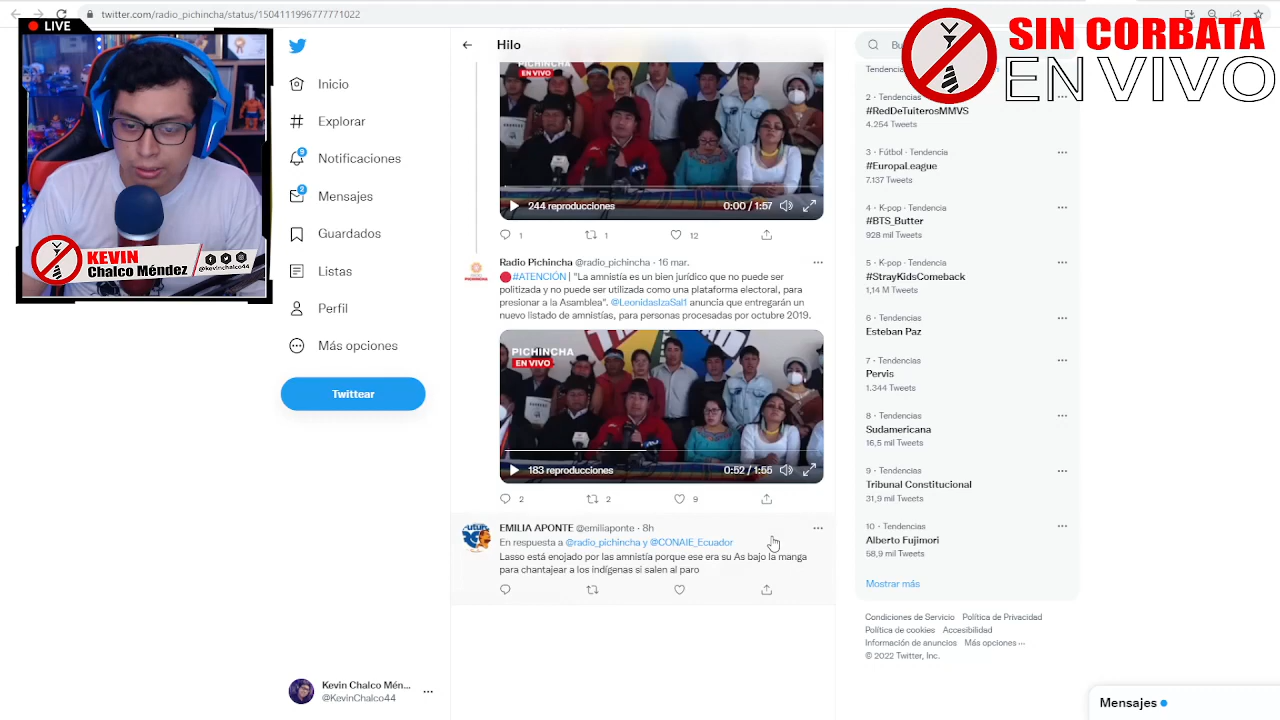 twitter.com/radio_pichincha/status/1504111996777771022
LIVE
SIN CORBATA
EN VIVO
KEVIN
Chalco Méndez
@kevinchalco44
Inicio
Explorar
9
Notificaciones
2
Mensajes
Guardados
Listas
Perfil
Más opciones
Twittear
Kevin Chalco Mén...
@KevinChalco44
Hilo
PICHINCHA
EN VIVO
244 reproducciones
0:00 / 1:57
1
1
12
Radio Pichincha @radio_pichincha · 16 mar.
#ATENCIÓN | "La amnistía es un bien jurídico que no puede ser
politizada y no puede ser utilizada como una plataforma electoral, para
presionar a la Asamblea". @LeonidasIzaSal1 anuncia que entregarán un
nuevo listado de amnistías, para personas procesadas por octubre 2019.
PICHINCHA
EN VIVO
183 reproducciones
0:52 / 1:55
2
2
9
EMILIA APONTE @emiliaponte · 8h
En respuesta a @radio_pichincha y @CONAIE_Ecuador
Lasso está enojado por las amnistía porque ese era su As bajo la manga
para chantajear a los indígenas si salen al paro
Bu
2 · Tendencias
#RedDeTuiterosMMVS
4.254 Tweets
3 · Fútbol · Tendencia
#EuropaLeague
7.137 Tweets
4 · K-pop · Tendencia
#BTS_Butter
928 mil Tweets
5 · K-pop · Tendencia
#StrayKidsComeback
1,14 M Tweets
6 · Tendencias
Esteban Paz
7 · Tendencias
Pervis
1.344 Tweets
8 · Tendencias
Sudamericana
16,5 mil Tweets
9 · Tendencias
Tribunal Constitucional
31,9 mil Tweets
10 · Tendencias
Alberto Fujimori
58,9 mil Tweets
Mostrar más
Condiciones de Servicio Política de Privacidad
Política de cookies Accesibilidad
Información de anuncios Más opciones ···
© 2022 Twitter, Inc.
Mensajes